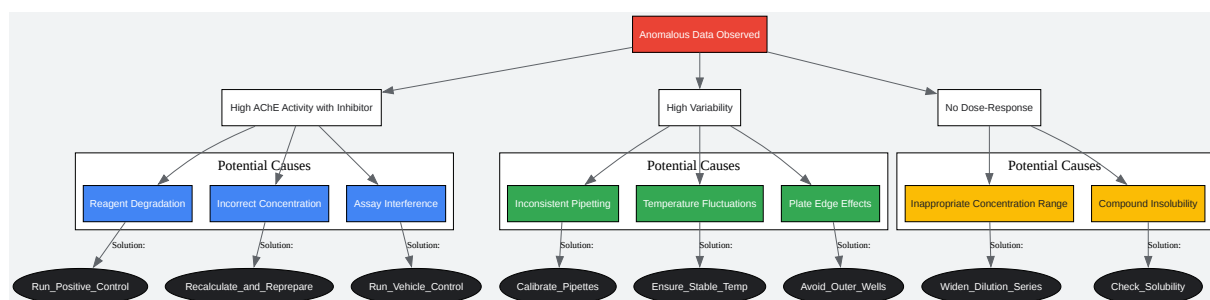 Anomalous Data Observed
High AChE Activity with Inhibitor
High Variability
No Dose-Response
Potential Causes
Potential Causes
Potential Causes
Reagent Degradation
Incorrect Concentration
Assay Interference
Inconsistent Pipetting
Temperature Fluctuations
Plate Edge Effects
Inappropriate Concentration Range
Compound Insolubility
Solution:
Solution:
Solution:
Solution:
Solution:
Solution:
Solution:
Solution:
Run_Positive_Control
Recalculate_and_Reprepare
Run_Vehicle_Control
Calibrate_Pipettes
Ensure_Stable_Temp
Avoid_Outer_Wells
Widen_Dilution_Series
Check_Solubility